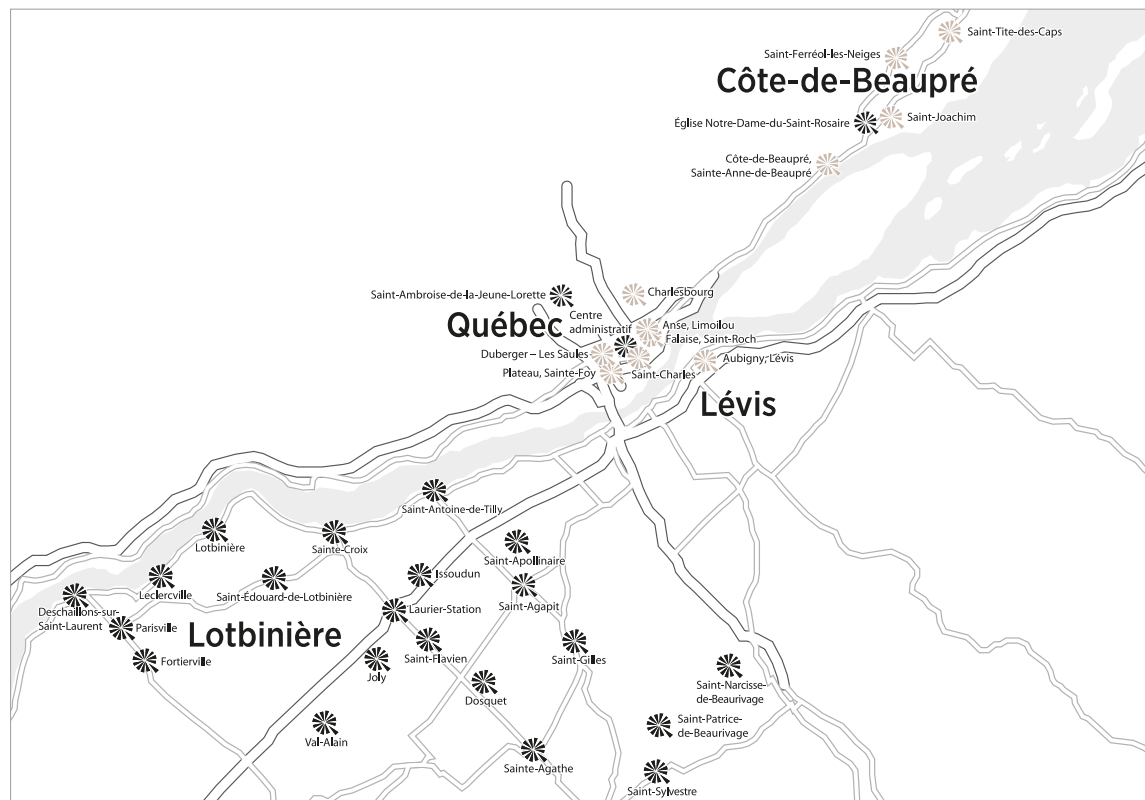 Saint-Tite-des-Caps
Saint-Ferréol-les-Neiges
Côte-de-Beaupré
Saint-Joachim
Église Notre-Dame-du-Saint-Rosaire
Côte-de-Beaupré,
Sainte-Anne-de-Beaupré
Saint-Ambroise-de-la-Jeune-Lorette
Charlesbourg
Québec
Centre
administratif
Anse, Limoilou
Falaise, Saint-Roch
Duberger – Les Saules
Aubigny, Lévis
Plateau, Sainte-Foy
Saint-Charles
Lévis
Saint-Antoine-de-Tilly
Lotbinière
Sainte-Croix
Saint-Apollinaire
Issoudun
Leclercville
Saint-Édouard-de-Lotbinière
Saint-Agapit
Deschaillons-sur-
Saint-Laurent
Parisville
Laurier-Station
Lotbinière
Saint-Flavien
Saint-Gilles
Fortierville
Joly
Dosquet
Saint-Narcisse-
de-Beaurivage
Saint-Patrice-
de-Beaurivage
Val-Alain
Sainte-Agathe
Saint-Sylvestre